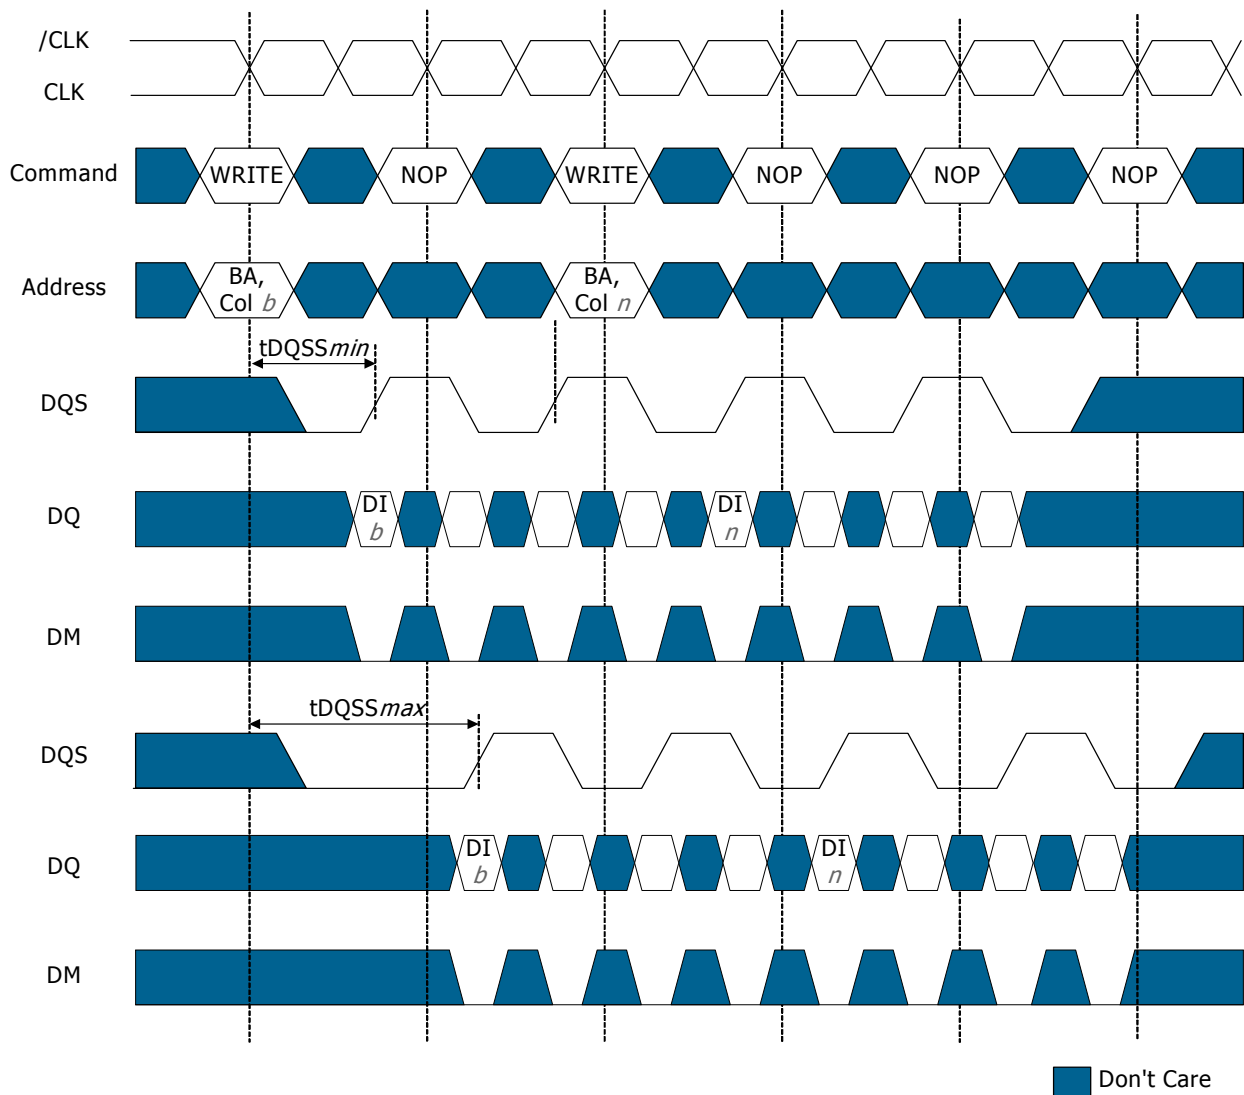 /CLK
CLK
Command
WRITE
NOP
WRITE
NOP
NOP
NOP
Address
BA,
Col b
BA,
Col n
tDQSSmin
DQS
DQ
DI
b
DI
n
DM
tDQSSmax
DQS
DQ
DI
b
DI
n
DM
Don't Care